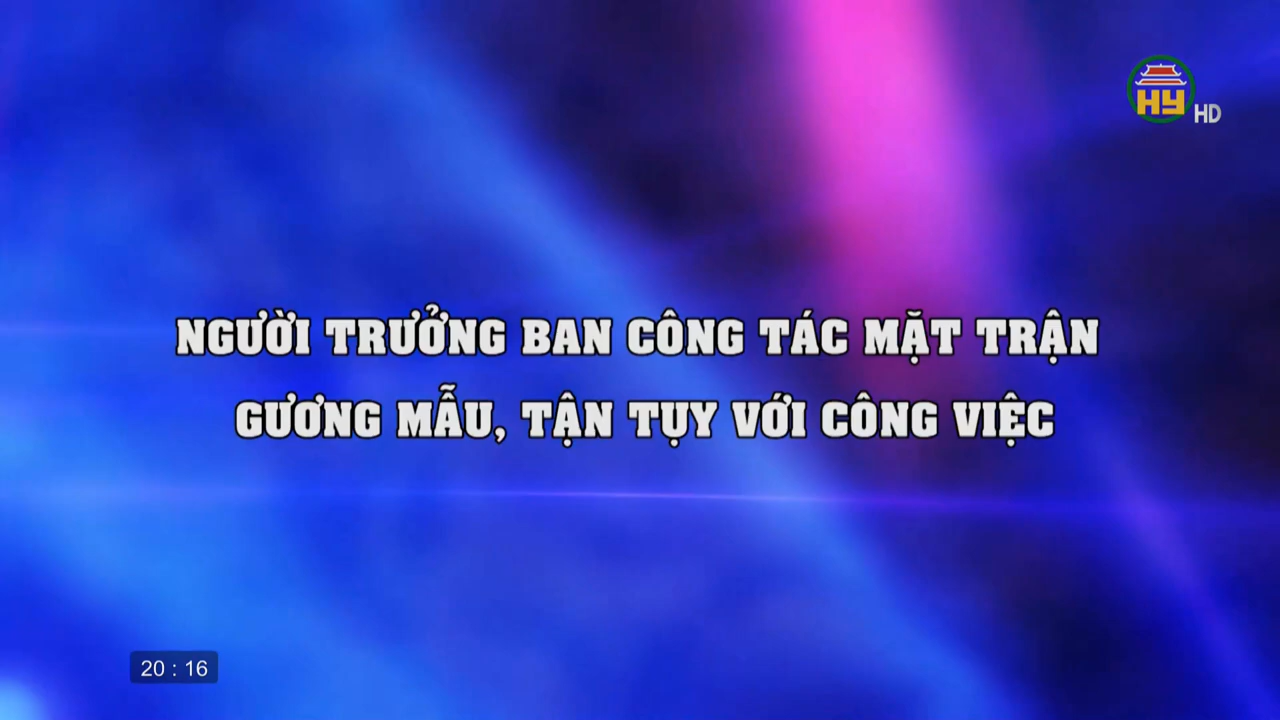 HY HD
NGƯỜI TRƯỞNG BAN CÔNG TÁC MẶT TRẬN
GƯƠNG MẪU, TẬN TỤY VỚI CÔNG VIỆC
20 : 16